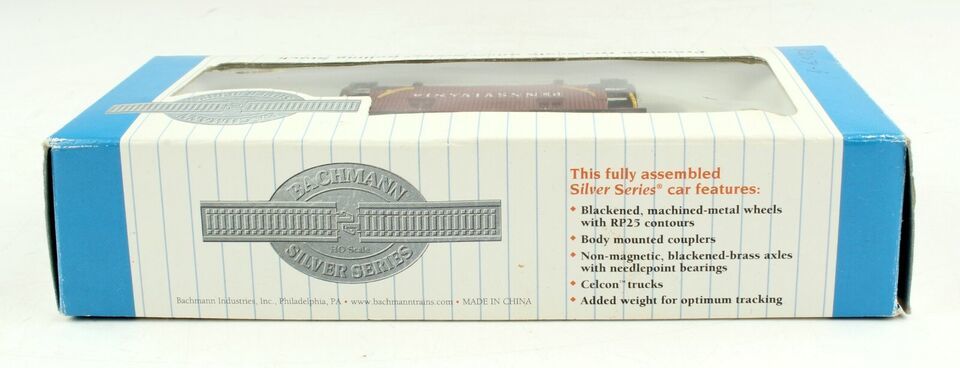 PENNSYLVANIA
BACHMANN
HO Scale
SILVER SERIES
Bachmann Industries, Inc., Philadelphia, PA • www.bachmanntrains.com • MADE IN CHINA
This fully assembled
Silver Series® car features:
Blackened, machined-metal wheels
with RP25 contours
Body mounted couplers
Non-magnetic, blackened-brass axles
with needlepoint bearings
Celcon™ trucks
Added weight for optimum tracking